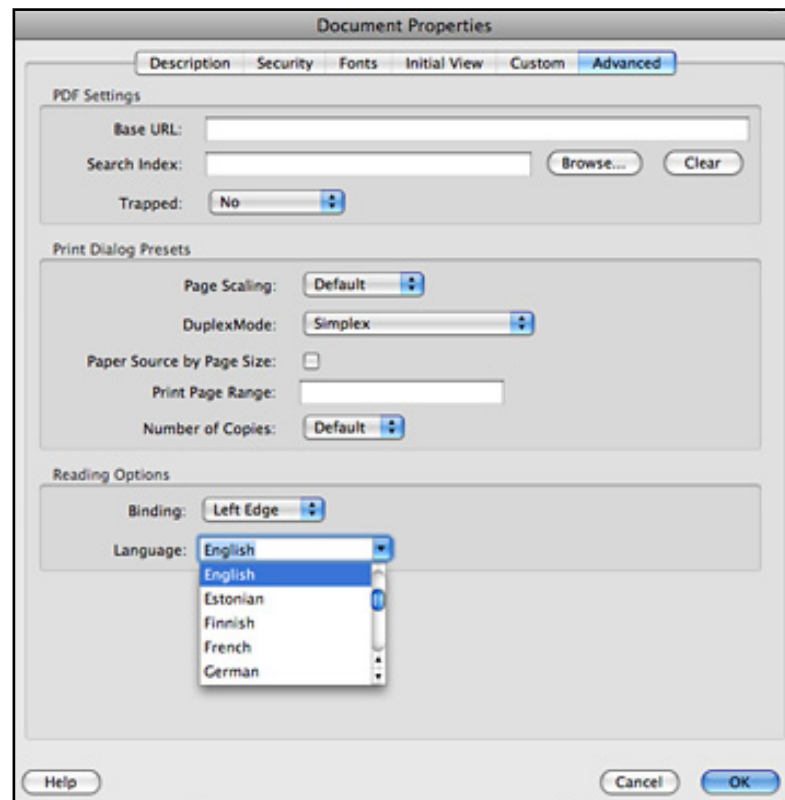 Document Properties
Description Security Fonts Initial View Custom Advanced
PDF Settings
Base URL:
Search Index: Browse... Clear
Trapped: No
Print Dialog Presets
Page Scaling: Default
DuplexMode: Simplex
Paper Source by Page Size:
Print Page Range:
Number of Copies: Default
Reading Options
Binding: Left Edge
Language: English
English
Estonian
Finnish
French
German
Help Cancel OK